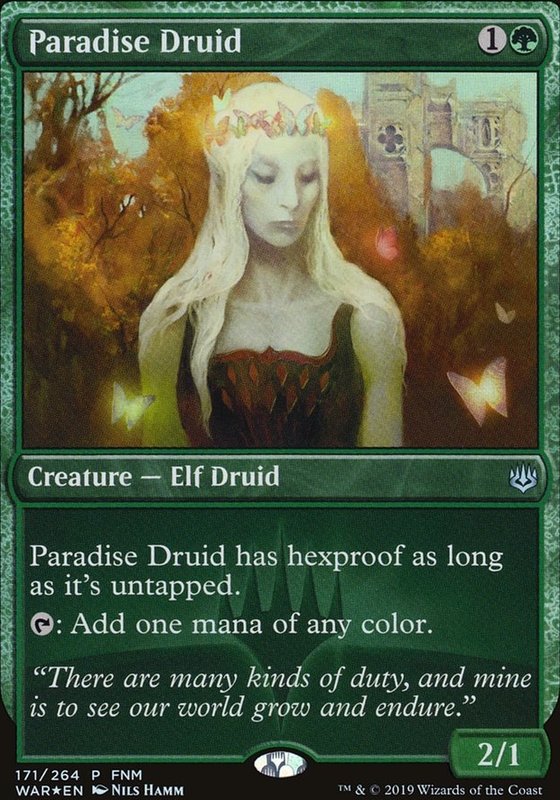 Paradise Druid 1
Creature — Elf Druid
Paradise Druid has hexproof as long
as it's untapped.
: Add one mana of any color.
“There are many kinds of duty, and mine
is to see our world grow and endure.”
2/1
171/264 P FNM
WAR★EN Nils Hamm
™ & © 2019 Wizards of the Coast